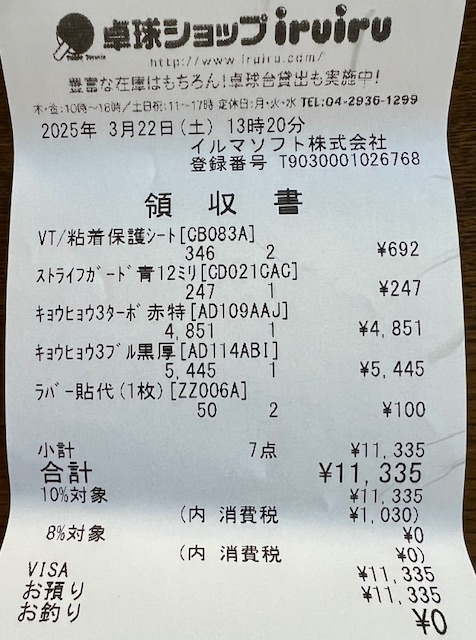 卓球ショップ iruiru
Table Tennis
http://www.iruiru.com/
豊富な在庫はもちろん!卓球台貸出も実施中!
木・金:10時〜18時/土日祝:11〜17時 定休日:月・火・水 TEL:04-2936-1299
2025年 3月22日(土) 13時20分
イルマソフト株式会社
登録番号 T9030001026768
領 収 書
VT/粘着保護シート[CB083A]
346 2 ¥692
ストライフガード青12ミリ[CD021CAC]
247 1 ¥247
キョウヒョウ3ターボ赤特[AD109AAJ]
4,851 1 ¥4,851
キョウヒョウ3ブル黒厚[AD114ABI]
5,445 1 ¥5,445
ラバー貼代(1枚)[ZZ006A]
50 2 ¥100
小計 7点 ¥11,335
合計 ¥11,335
10%対象 ¥11,335
(内 消費税 ¥1,030)
8%対象 ¥0
(内 消費税 ¥0)
VISA ¥11,335
お預り ¥11,335
お釣り ¥0